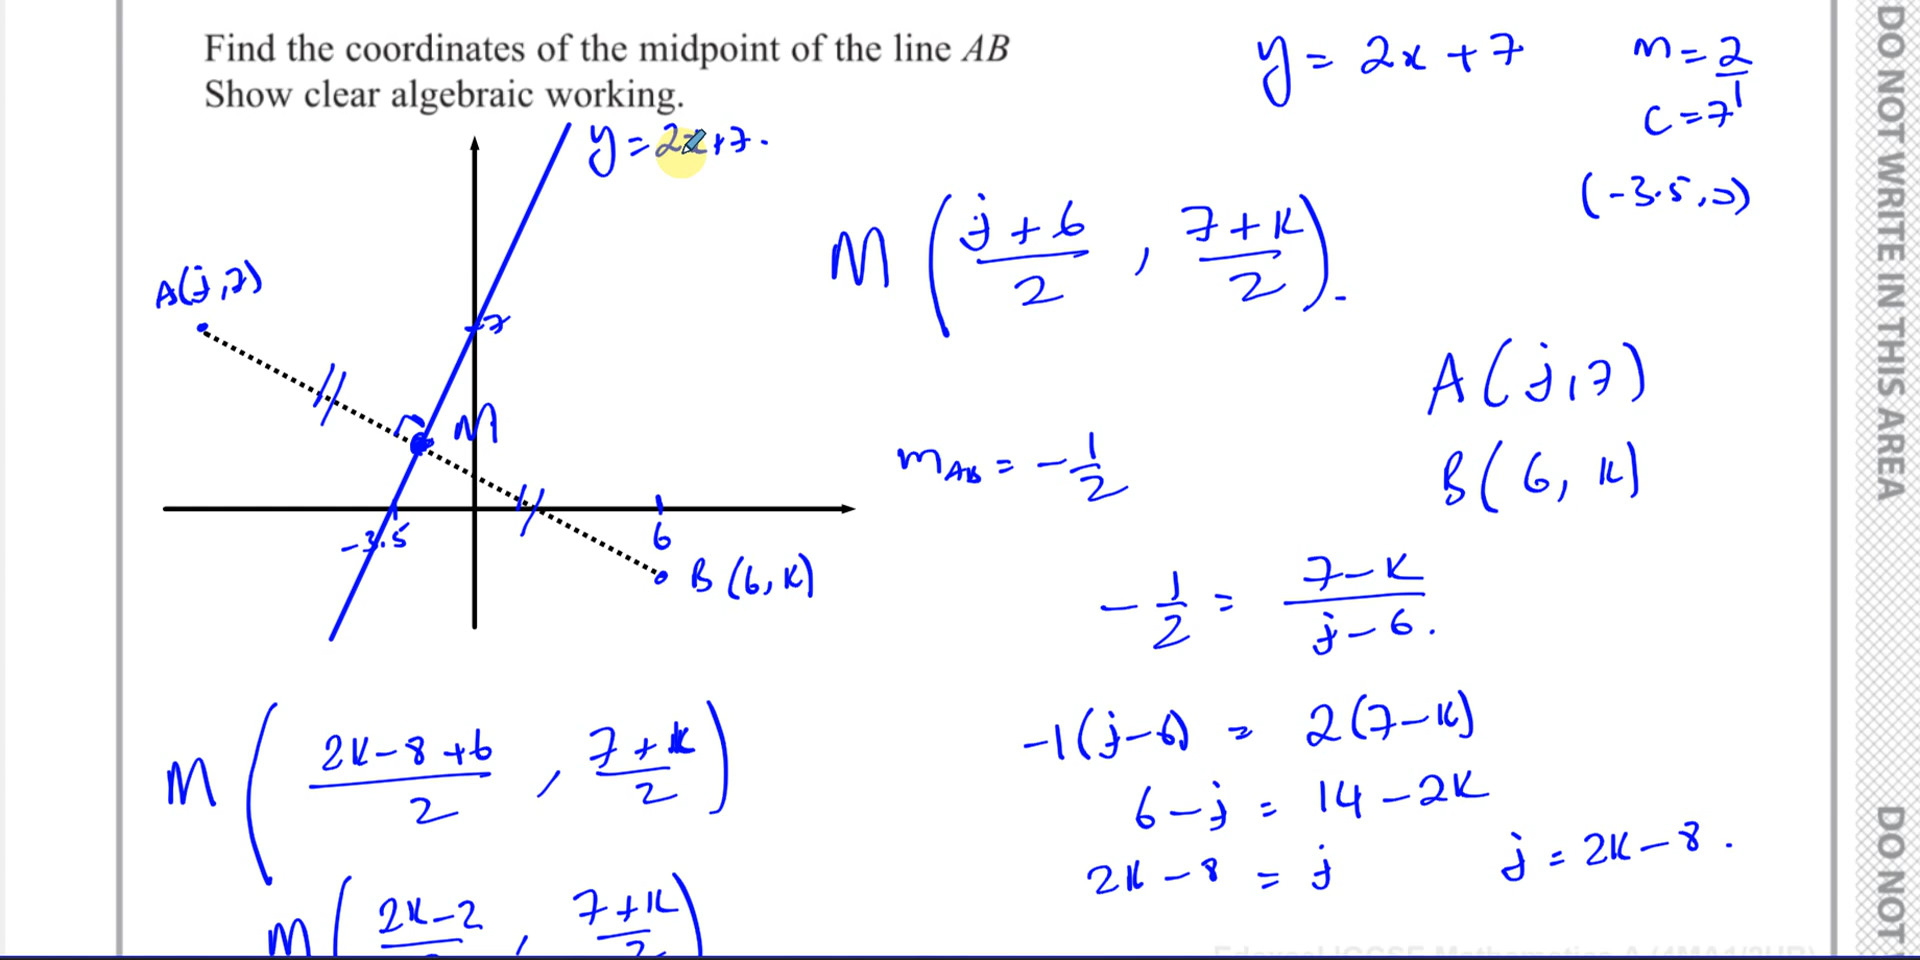 Find the coordinates of the midpoint of the line AB
Show clear algebraic working.
y = 2x + 7
m = 2/1
c = 7
(-3.5, 0)
y = 2x + 7.
A(j, 7)
7
M
-3.5
6
B (6, k)
M ( (j + 6)/2 , (7 + k)/2 ).
A (j, 7)
B (6, k)
m AB = - 1/2
- 1/2 = (7 - k)/(j - 6).
-1(j - 6) = 2(7 - k)
6 - j = 14 - 2k
2k - 8 = j
j = 2k - 8.
M ( (2k - 8 + 6)/2 , (7 + k)/2 )
M ( 2k - 2 , 7 + k )
DO NOT WRITE IN THIS AREA
DO NOT